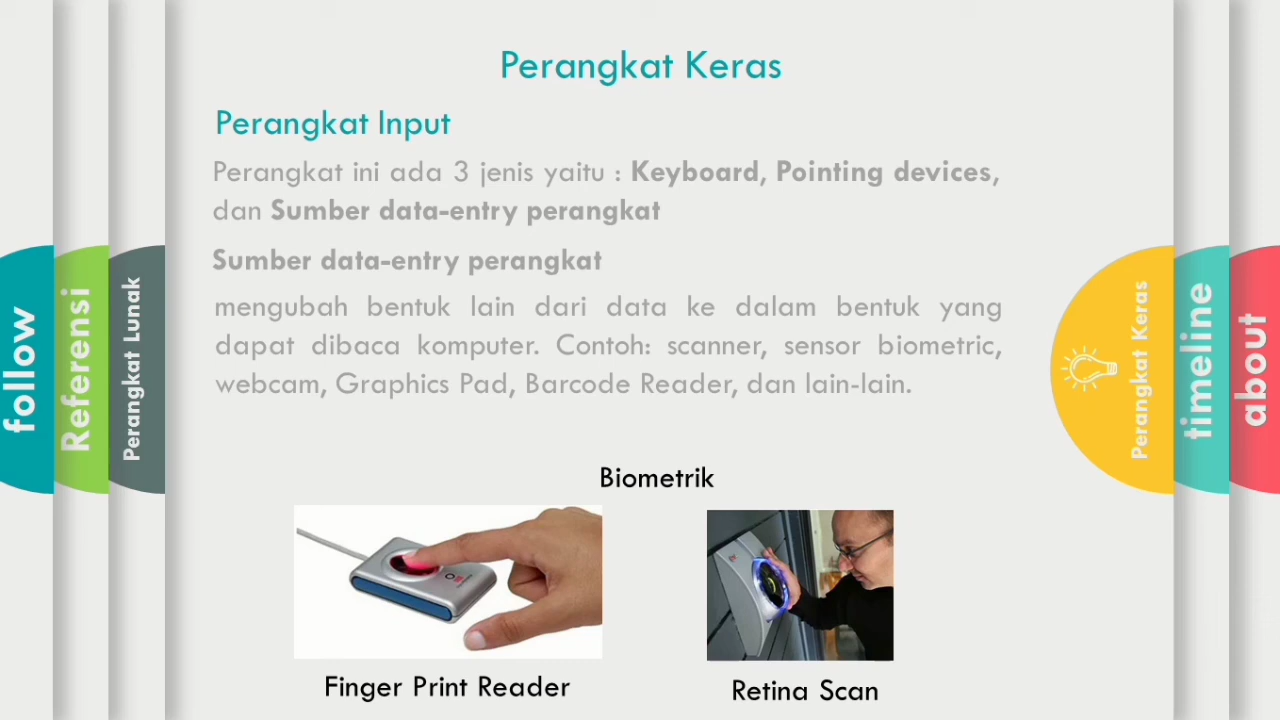 Perangkat Keras
Perangkat Input
Perangkat ini ada 3 jenis yaitu : Keyboard, Pointing devices,
dan Sumber data-entry perangkat
Sumber data-entry perangkat
mengubah bentuk lain dari data ke dalam bentuk yang
dapat dibaca komputer. Contoh: scanner, sensor biometric,
webcam, Graphics Pad, Barcode Reader, dan lain-lain.
Biometrik
Finger Print Reader
Retina Scan
follow
Referensi
Perangkat Lunak
Perangkat Keras
timeline
about